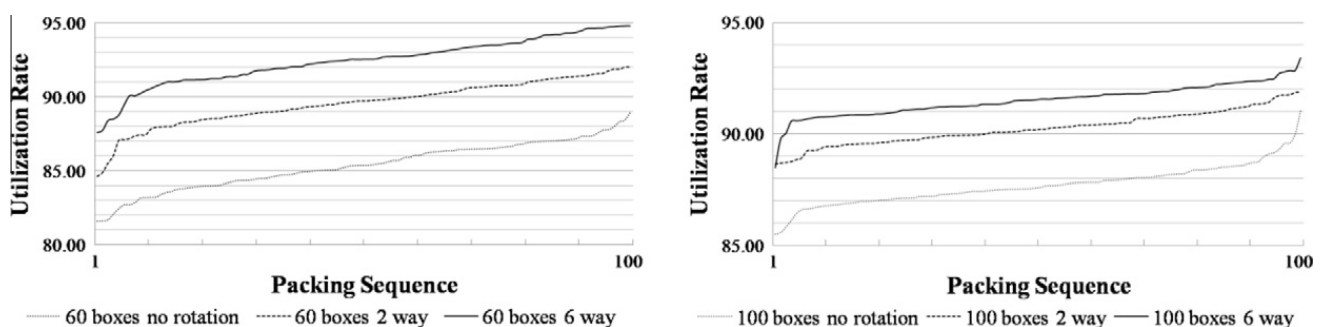 95.00
90.00
85.00
80.00
Utilization Rate
1
100
Packing Sequence
60 boxes no rotation
60 boxes 2 way
60 boxes 6 way
95.00
90.00
85.00
Utilization Rate
1
100
Packing Sequence
100 boxes no rotation
100 boxes 2 way
100 boxes 6 way